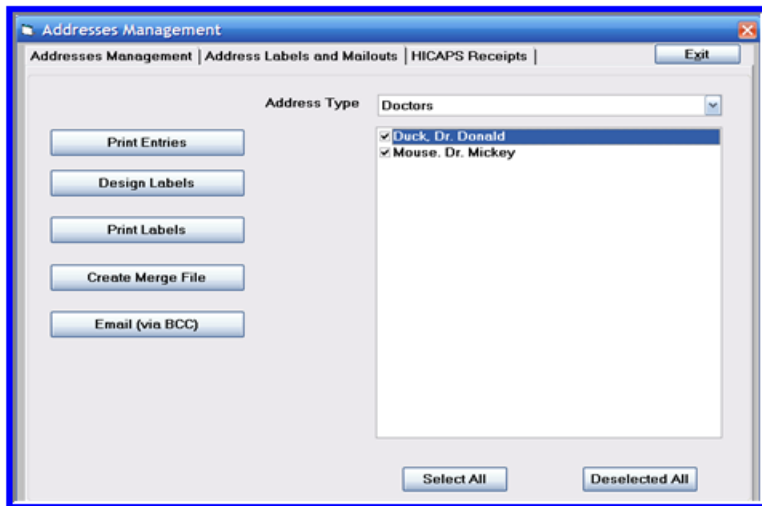 Addresses Management
Addresses Management | Address Labels and Mailouts | HICAPS Receipts |
Exit
Address Type
Doctors
Duck, Dr. Donald
Mouse. Dr. Mickey
Print Entries
Design Labels
Print Labels
Create Merge File
Email (via BCC)
Select All
Deselected All